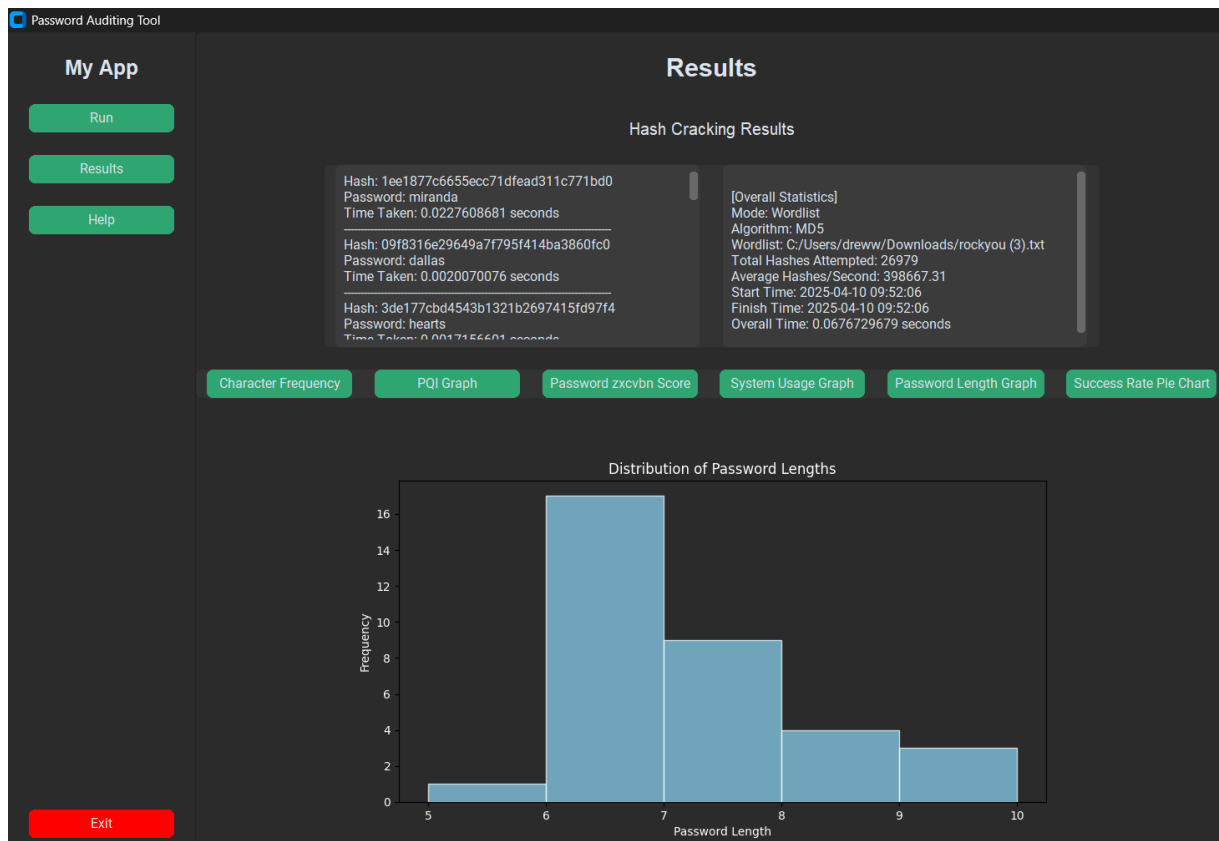 Password Auditing Tool
My App
Run
Results
Help
Exit
Results
Hash Cracking Results
Hash: 1ee1877c6655ecc71dfead311c771bd0
Password: miranda
Time Taken: 0.0227608681 seconds
Hash: 09f8316e29649a7f795f414ba3860fc0
Password: dallas
Time Taken: 0.0020070076 seconds
Hash: 3de177cbd4543b1321b2697415fd97f4
Password: hearts
Time Taken: 0.0017156601 seconds
[Overall Statistics]
Mode: Wordlist
Algorithm: MD5
Wordlist: C:/Users/dreww/Downloads/rockyou (3).txt
Total Hashes Attempted: 26979
Average Hashes/Second: 398667.31
Start Time: 2025-04-10 09:52:06
Finish Time: 2025-04-10 09:52:06
Overall Time: 0.0676729679 seconds
Character Frequency
PQI Graph
Password zxcvbn Score
System Usage Graph
Password Length Graph
Success Rate Pie Chart
Distribution of Password Lengths
Frequency
16
14
12
10
8
6
4
2
0
5 6 7 8 9 10
Password Length